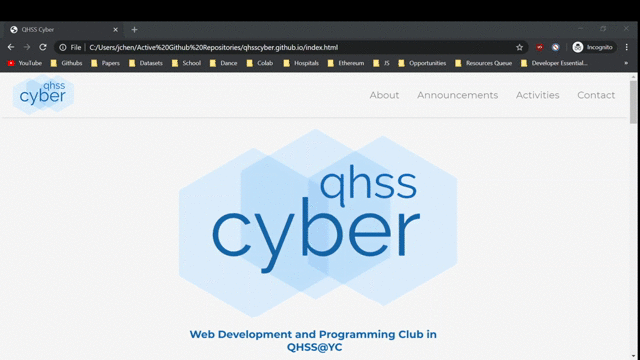 QHSS Cyber
File C:/Users/jchen/Active%20Github%20Repositories/qhsscyber.github.io/index.html
Incognito
YouTube Githubs Papers Datasets School Dance Colab Hospitals Ethereum JS Opportunities Resources Queue Developer Essential...
qhss
cyber
About Announcements Activities Contact
qhss
cyber
Web Development and Programming Club in
QHSS@YC